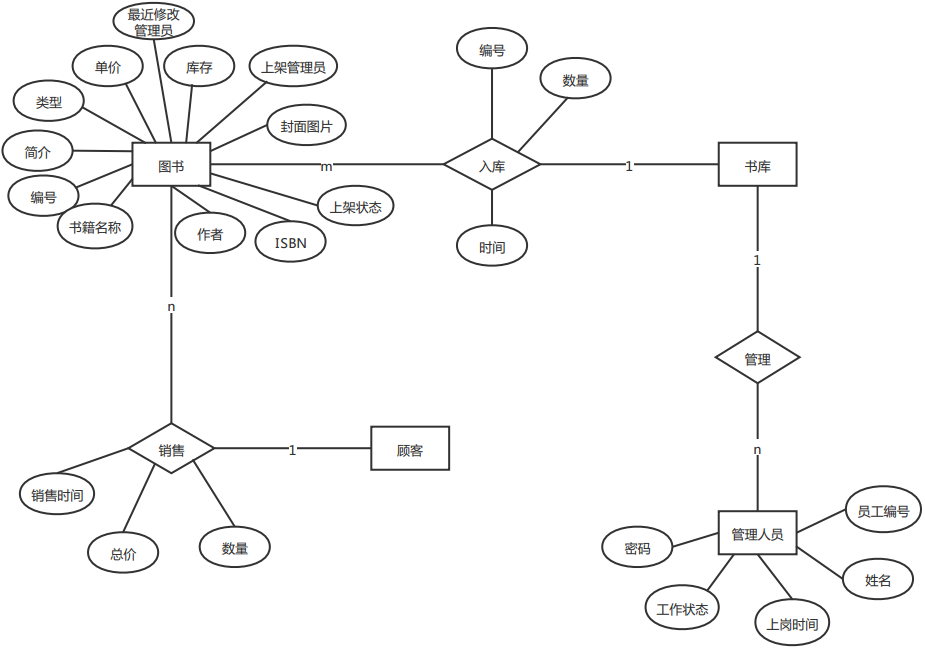 最近修改
管理员
单价
库存
上架管理员
类型
封面图片
简介
图书
编号
书籍名称
作者
ISBN
上架状态
m
编号
数量
入库
时间
1
书库
1
管理
n
n
销售
1
顾客
销售时间
总价
数量
管理人员
员工编号
密码
姓名
工作状态
上岗时间